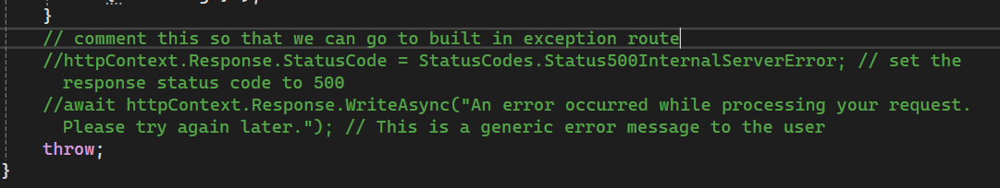 }
// comment this so that we can go to built in exception route
//httpContext.Response.StatusCode = StatusCodes.Status500InternalServerError; // set the
response status code to 500
//await httpContext.Response.WriteAsync("An error occurred while processing your request.
Please try again later."); // This is a generic error message to the user
throw;
}